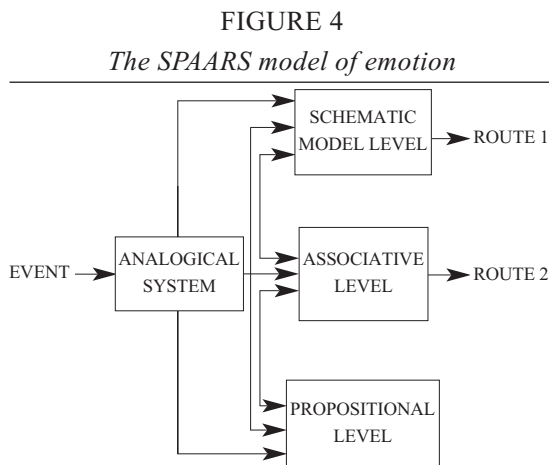 FIGURE 4
The SPAARS model of emotion
SCHEMATIC
MODEL LEVEL
ROUTE 1
EVENT
ANALOGICAL
SYSTEM
ASSOCIATIVE
LEVEL
ROUTE 2
PROPOSITIONAL
LEVEL